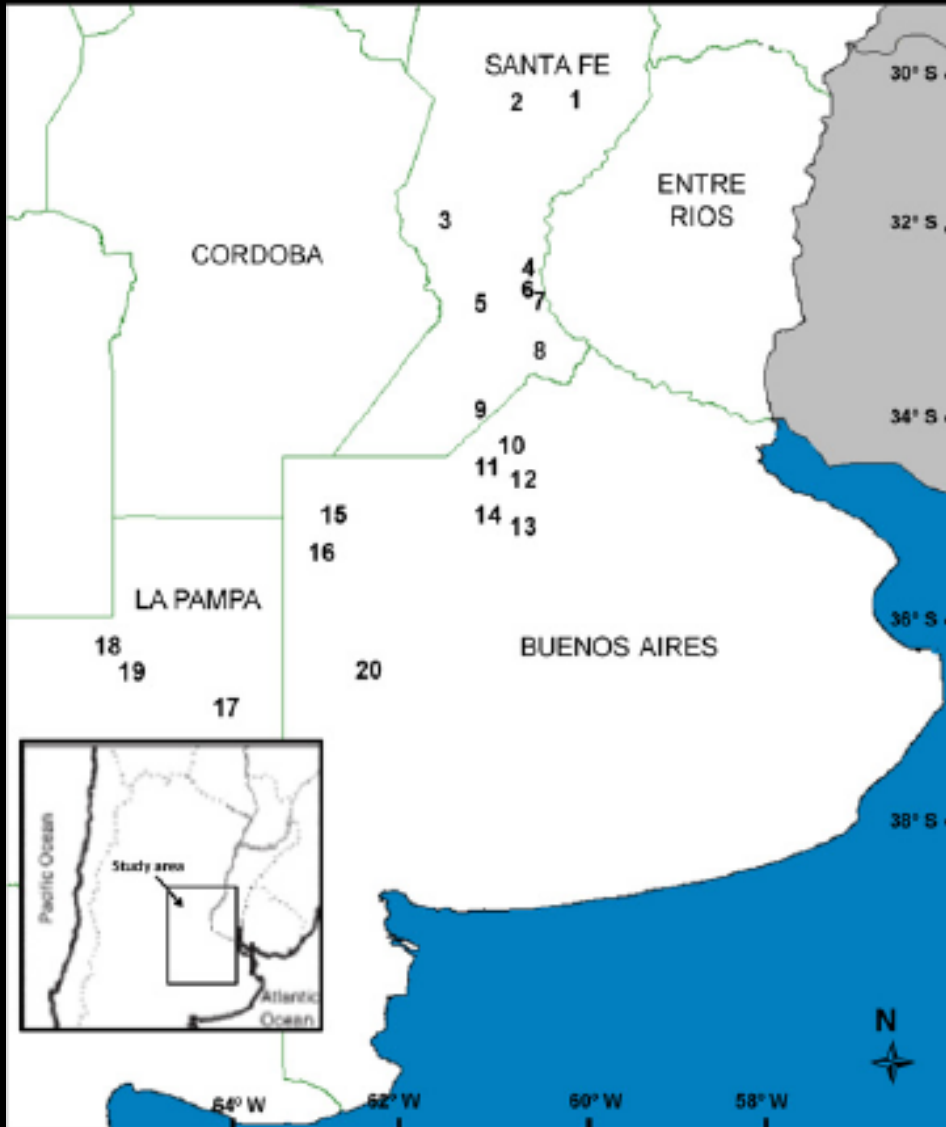 SANTA FE
30° S
2
1
ENTRE
RIOS
3
32° S
CORDOBA
4
6
5
7
8
9
34° S
10
11
12
15
14
13
16
LA PAMPA
36° S
18
BUENOS AIRES
19
20
17
38° S
Pacific Ocean
Study area
Atlantic
Ocean
N
64° W
62° W
60° W
58° W